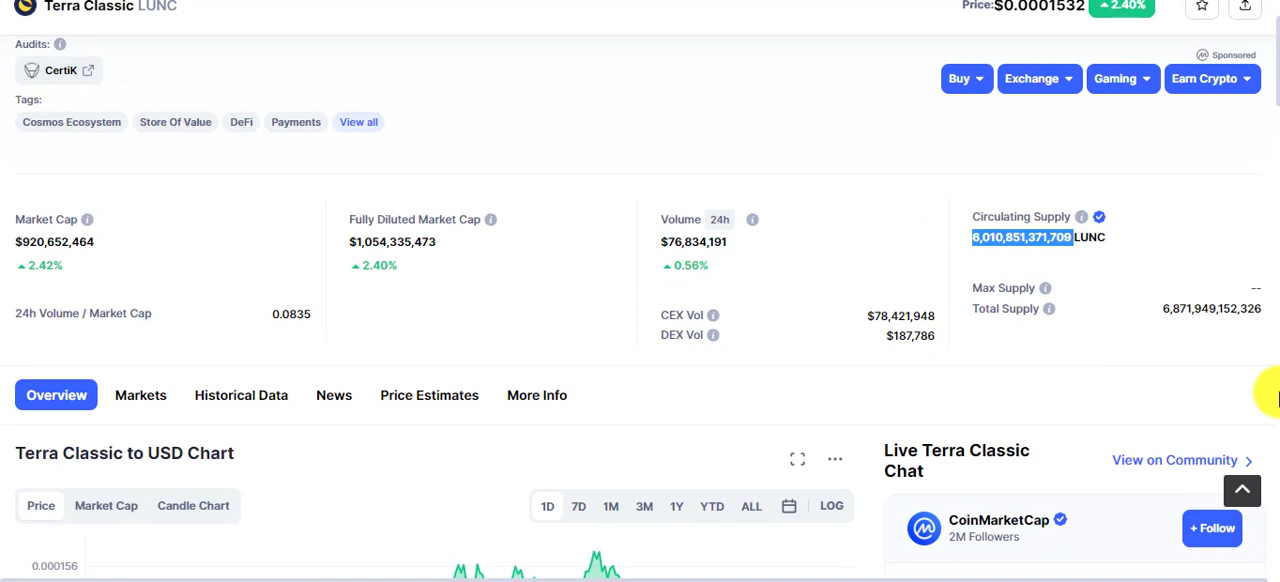 Terra Classic LUNC
Price:$0.0001532 2.40%
Audits:
CertiK
Sponsored
Buy Exchange Gaming Earn Crypto
Tags:
Cosmos Ecosystem Store Of Value DeFi Payments View all
Market Cap
$920,652,464
2.42%
24h Volume / Market Cap 0.0835
Fully Diluted Market Cap
$1,054,335,473
2.40%
Volume 24h
$76,834,191
0.56%
CEX Vol $78,421,948
DEX Vol $187,786
Circulating Supply
6,010,851,371,709 LUNC
Max Supply --
Total Supply 6,871,949,152,326
Overview Markets Historical Data News Price Estimates More Info
Terra Classic to USD Chart
Price Market Cap Candle Chart
1D 7D 1M 3M 1Y YTD ALL LOG
0.000156
Live Terra Classic
Chat
View on Community
CoinMarketCap
2M Followers
+ Follow